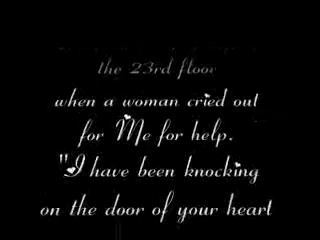 the 23rd floor
when a woman cried out
for Me for help.
"I have been knocking
on the door of your heart